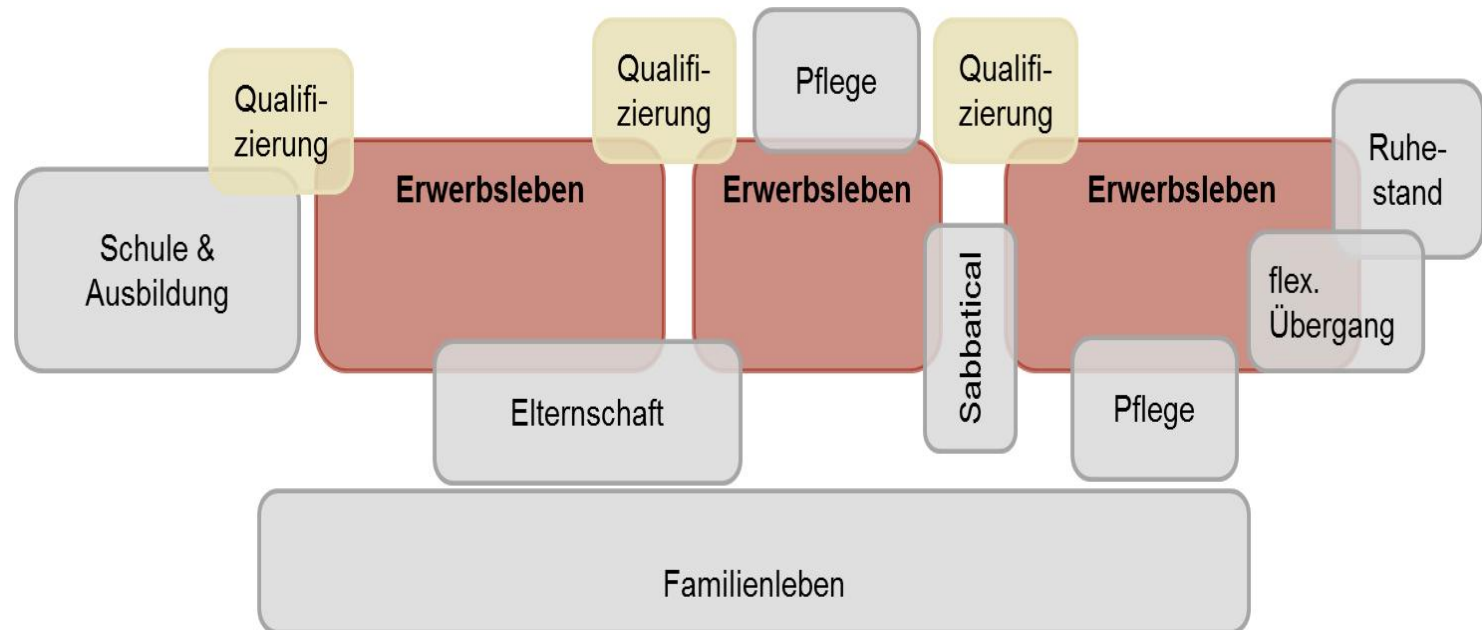 Qualifi-
zierung
Qualifi-
zierung
Pflege
Qualifi-
zierung
Ruhe-
stand
Schule &
Ausbildung
Erwerbsleben
Erwerbsleben
Erwerbsleben
Sabbatical
flex.
Übergang
Elternschaft
Pflege
Familienleben